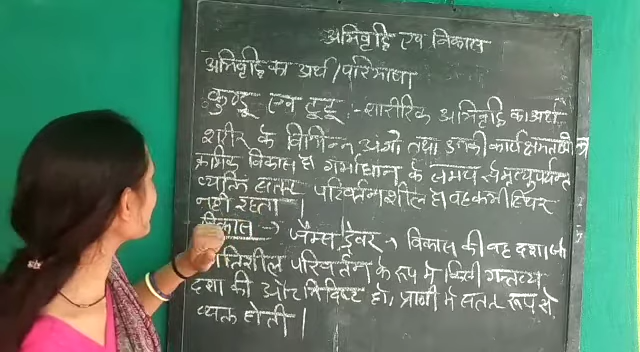 अभिवृद्धि एव विकास
अभिवृद्धि का अर्थ/परिभाषा
कुण्डू एव टूटू :- शारीरिक अभिवृद्धि का अर्थ
शरीर के विभिन्न अंगो तथा इनकी कार्यक्षमता का
क्रमिक विकास है। गर्भाधान के समय से मृत्युपर्यन्त
व्यक्ति सतत परिवर्तनशील है। वह कभी स्थिर
नही रहता ।
विकास → जेम्स ड्रेवर → विकास की वह दशा जो
प्रगतिशील परिवर्तन के रूप मे किसी गन्तव्य
दशा की ओर निर्दिष्ट हो, प्राणी मे सतत रूप से
व्यक्त होती ।